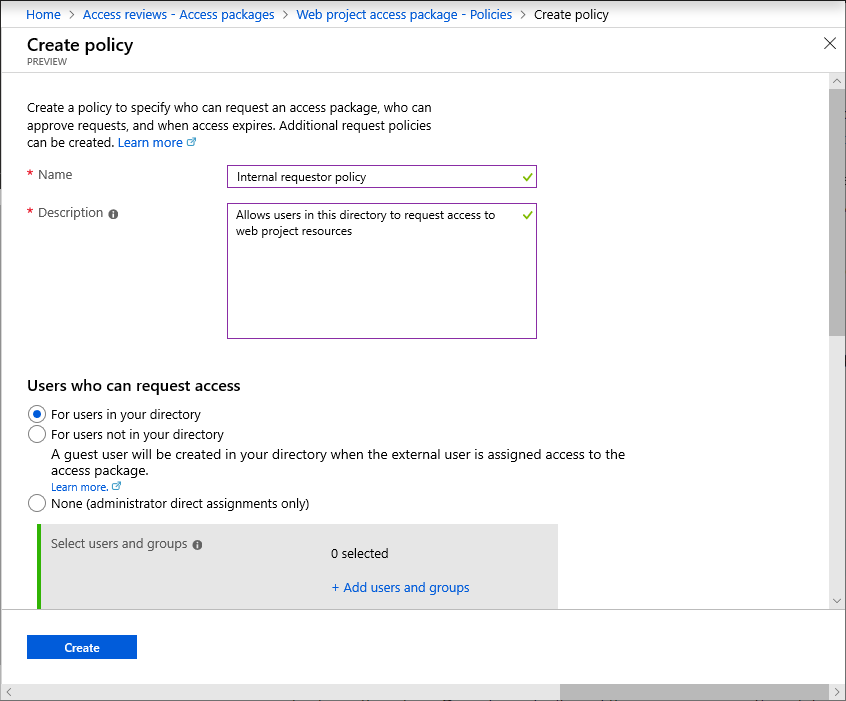 Home > Access reviews - Access packages > Web project access package - Policies > Create policy
Create policy
PREVIEW
Create a policy to specify who can request an access package, who can
approve requests, and when access expires. Additional request policies
can be created. Learn more
* Name
Internal requestor policy
* Description
Allows users in this directory to request access to
web project resources
Users who can request access
For users in your directory
For users not in your directory
A guest user will be created in your directory when the external user is assigned access to the
access package.
Learn more.
None (administrator direct assignments only)
Select users and groups
0 selected
+ Add users and groups
Create